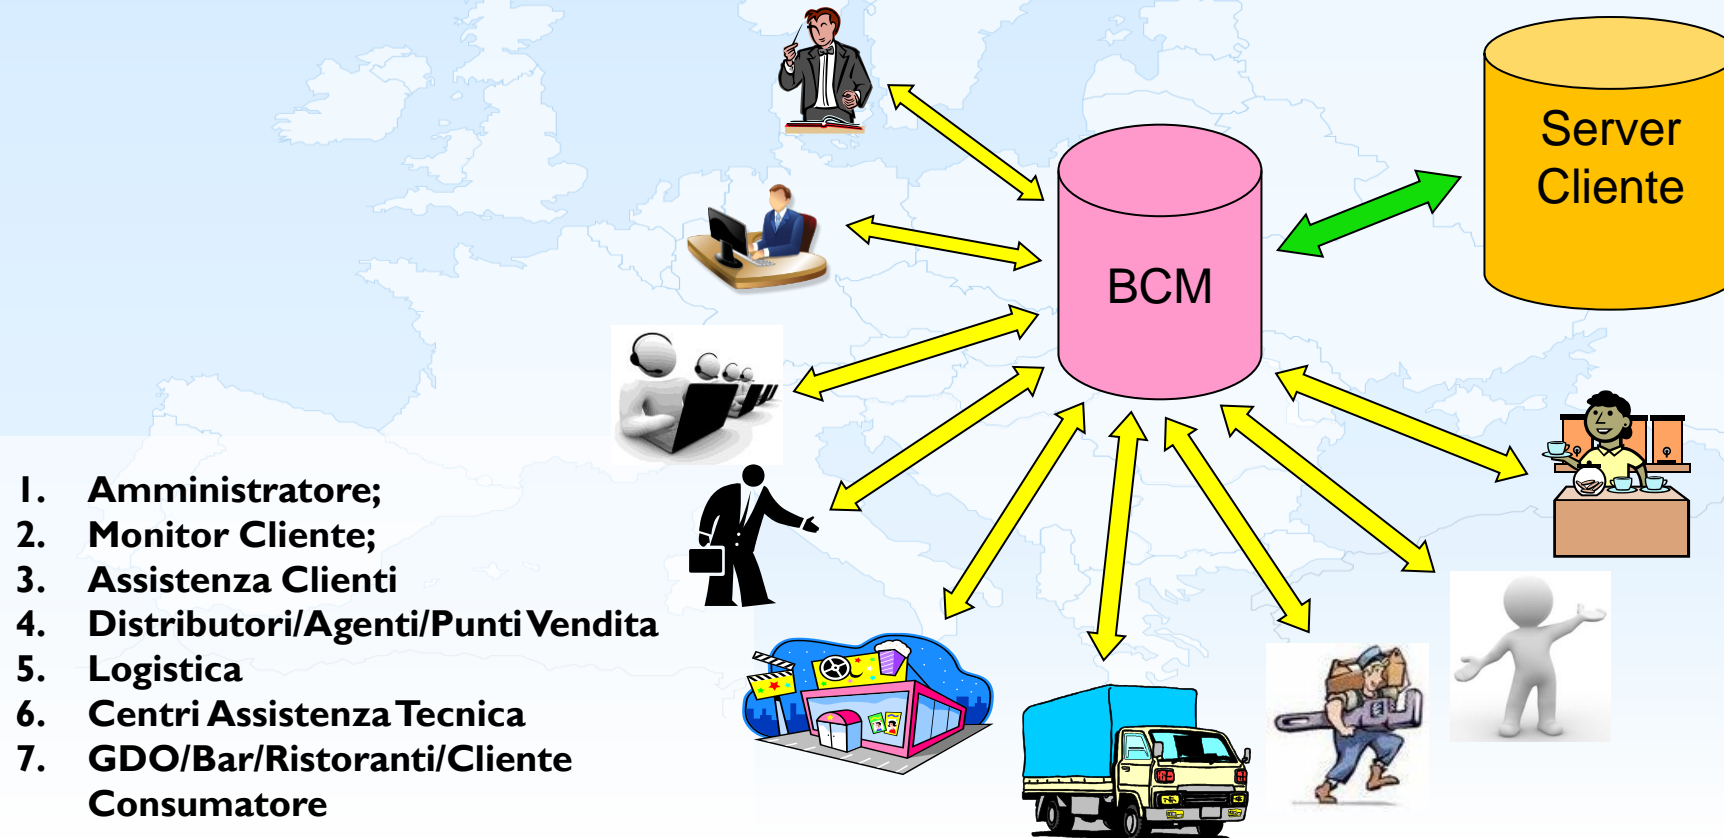 Server
Cliente
BCM
1. Amministratore;
2. Monitor Cliente;
3. Assistenza Clienti
4. Distributori/Agenti/Punti Vendita
5. Logistica
6. Centri Assistenza Tecnica
7. GDO/Bar/Ristoranti/Cliente
Consumatore